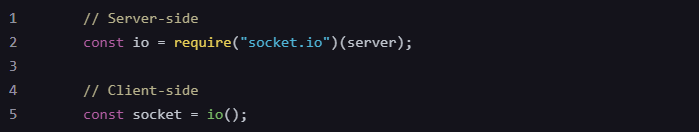 1 // Server-side
2 const io = require("socket.io")(server);
3
4 // Client-side
5 const socket = io();